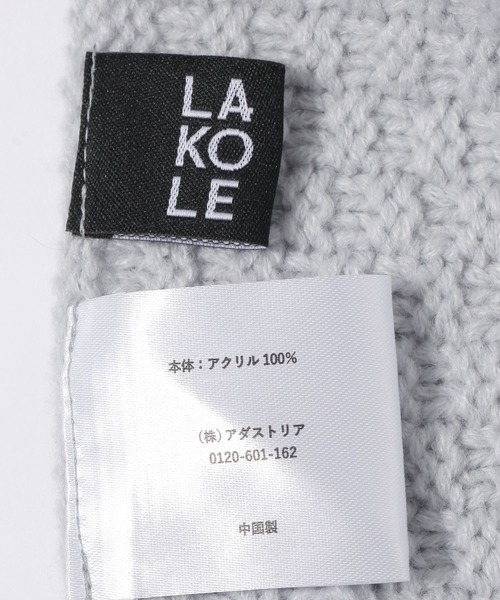 LA
KO
LE
本体：アクリル 100%
（株）アダストリア
0120-601-162
中国製